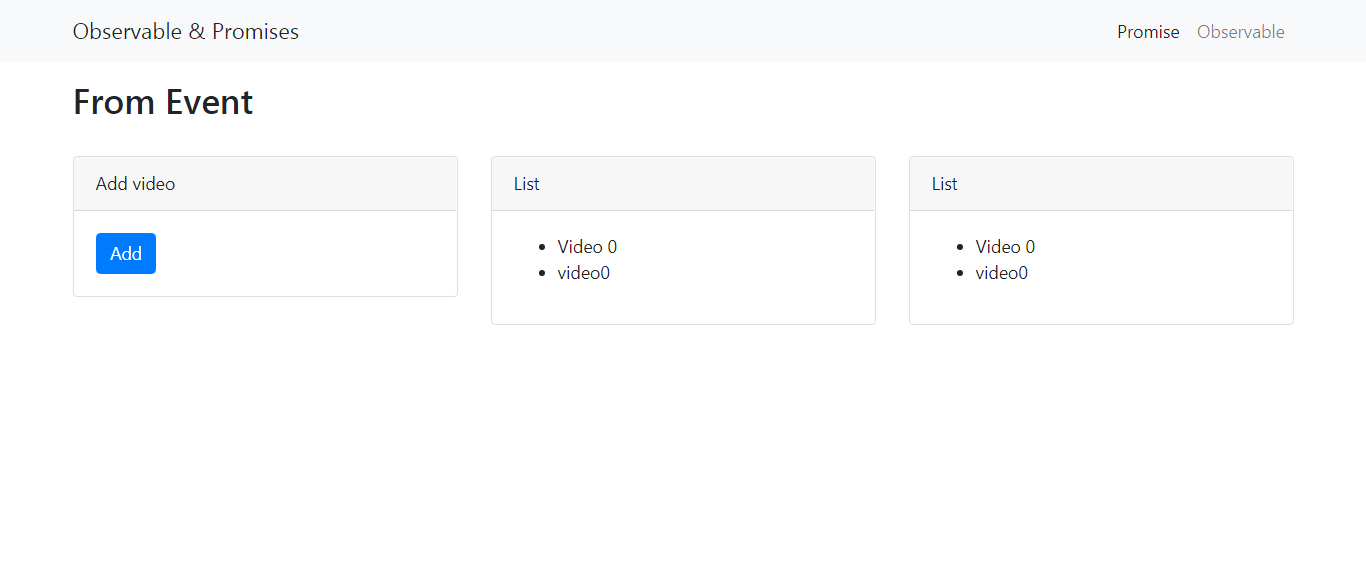 Observable & Promises
Promise Observable
From Event
Add video
Add
List
Video 0
video0
List
Video 0
video0